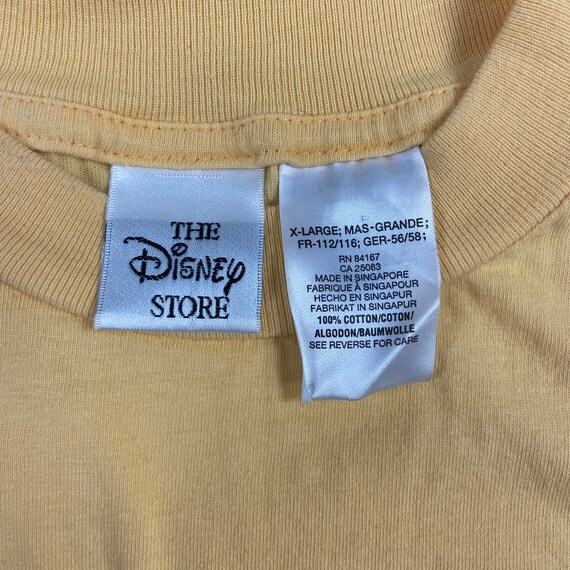 THE
Disney
STORE
X-LARGE; MAS-GRANDE;
FR-112/116; GER-56/58;
RN 84167
CA 25083
MADE IN SINGAPORE
FABRIQUÉ À SINGAPOUR
HECHO EN SINGAPUR
FABRIKAT IN SINGAPUR
100% COTTON/COTON/
ALGODON/BAUMWOLLE
SEE REVERSE FOR CARE